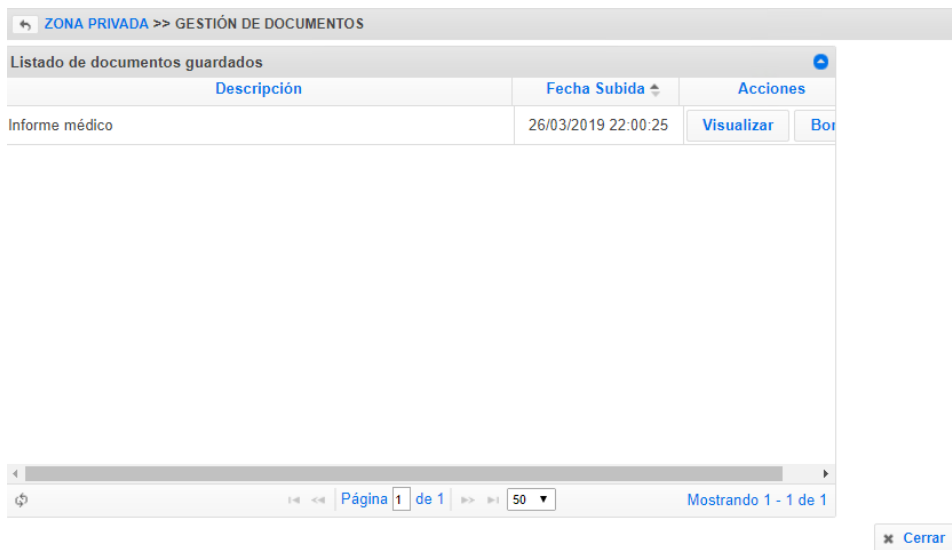 ZONA PRIVADA >> GESTIÓN DE DOCUMENTOS
Listado de documentos guardados
Descripción Fecha Subida Acciones
Informe médico 26/03/2019 22:00:25 Visualizar Bor
Página 1 de 1 50 Mostrando 1 - 1 de 1
Cerrar